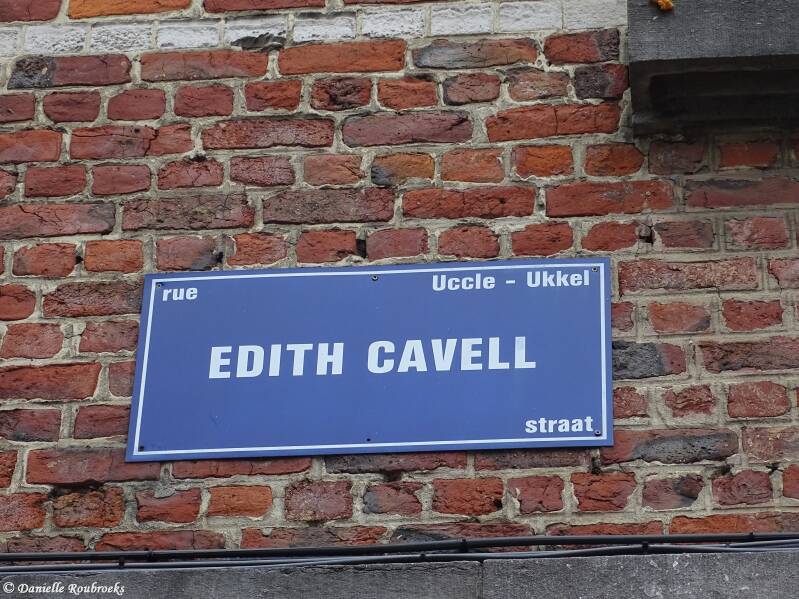 rue Uccle - Ukkel
EDITH CAVELL
straat
© Danielle Roubroeks